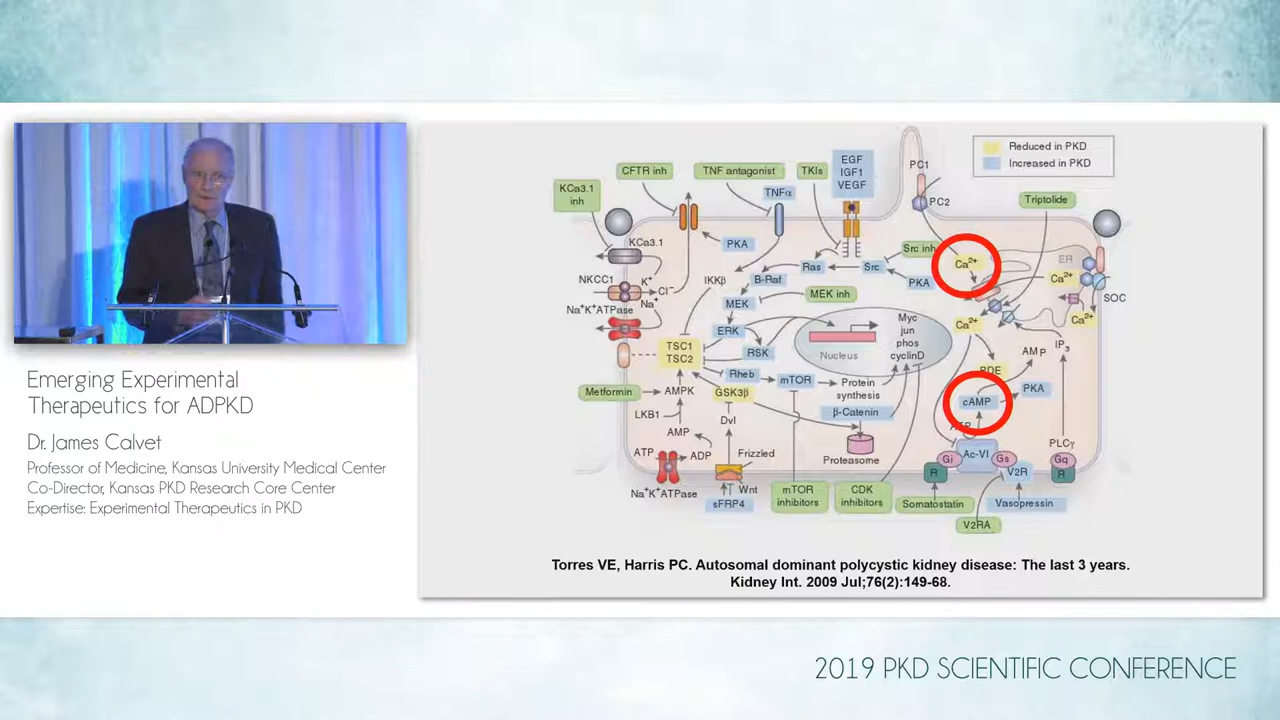 Emerging Experimental
Therapeutics for ADPKD
Dr. James Calvet
Professor of Medicine, Kansas University Medical Center
Co-Director, Kansas PKD Research Core Center
Expertise: Experimental Therapeutics in PKD
Reduced in PKD
Increased in PKD
CFTR inh
TNF antagonist
TKIs
EGF
IGF1
VEGF
PC1
PC2
KCa3.1
inh
TNFα
Triptolide
KCa3.1
PKA
Src inh
Ca²⁺
ER
NKCC1
K⁺
Cl⁻
Na⁺
IKKβ
B-Raf
Ras
Src
PKA
Ca²⁺
SOC
Na⁺K⁺ATPase
MEK
MEK inh
Ca²⁺
Ca²⁺
ERK
RSK
Nucleus
Myc
jun
phos
cyclinD
TSC1
TSC2
IP₃
AMP
PDE
Rheb
mTOR
Protein
synthesis
Metformin
AMPK
GSK3β
cAMP
PKA
LKB1
β-Catenin
Dvl
AMP
ATP
ATP
ADP
Frizzled
Proteasome
Gi
Ac-VI
Gs
PLCγ
Gq
R
V2R
R
Na⁺K⁺ATPase
Wnt
sFRP4
mTOR
inhibitors
CDK
inhibitors
Somatostatin
Vasopressin
V2RA
Torres VE, Harris PC. Autosomal dominant polycystic kidney disease: The last 3 years.
Kidney Int. 2009 Jul;76(2):149-68.
2019 PKD SCIENTIFIC CONFERENCE